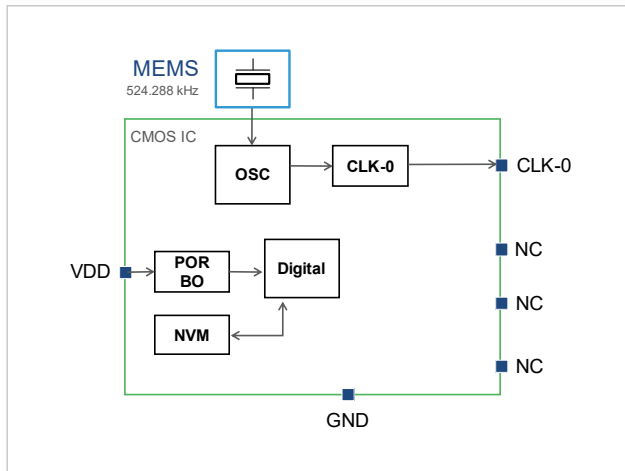 MEMS
524.288 kHz
CMOS IC
OSC
CLK-0
CLK-0
NC
VDD
POR
BO
Digital
NC
NVM
NC
GND